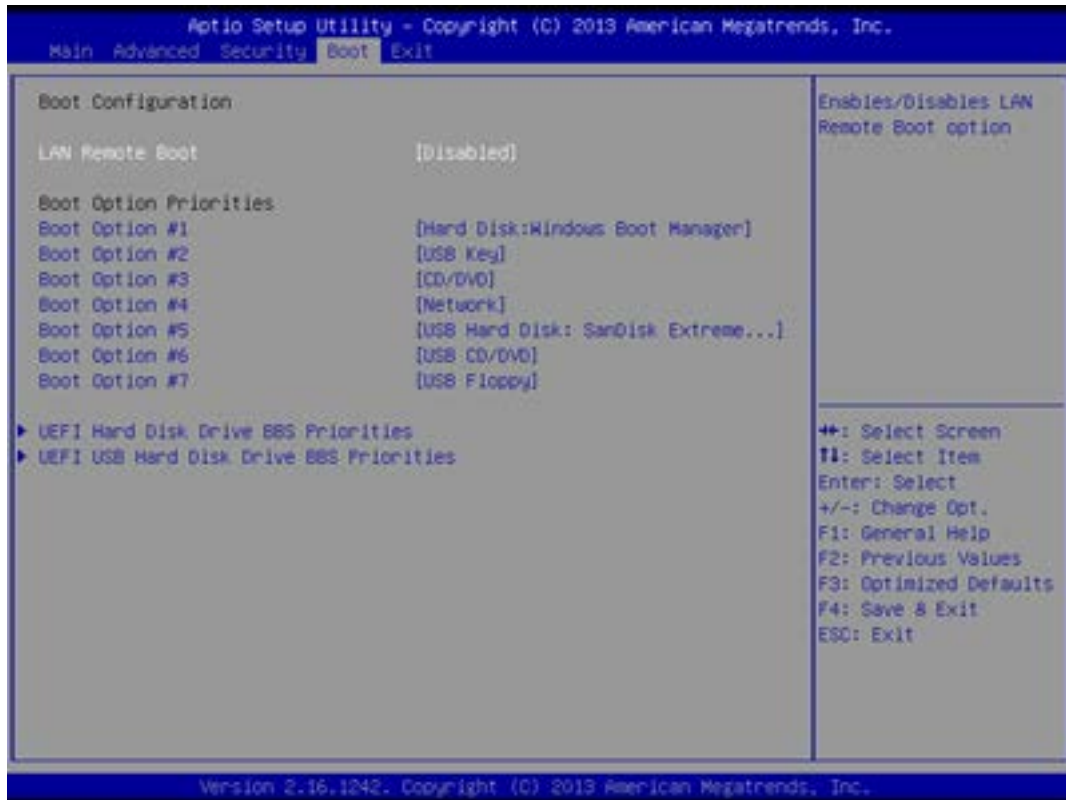 Aptio Setup Utility - Copyright (C) 2013 American Megatrends, Inc.
Main Advanced Security Boot Exit
Boot Configuration
LAN Remote Boot [Disabled]
Boot Option Priorities
Boot Option #1 [Hard Disk:Windows Boot Manager]
Boot Option #2 [USB Key]
Boot Option #3 [CD/DVD]
Boot Option #4 [Network]
Boot Option #5 [USB Hard Disk: SanDisk Extreme...]
Boot Option #6 [USB CD/DVD]
Boot Option #7 [USB Floppy]
UEFI Hard Disk Drive BBS Priorities
UEFI USB Hard Disk Drive BBS Priorities
Enables/Disables LAN
Remote Boot option
→←: Select Screen
↑↓: Select Item
Enter: Select
+/-: Change Opt.
F1: General Help
F2: Previous Values
F3: Optimized Defaults
F4: Save & Exit
ESC: Exit
Version 2.16.1242. Copyright (C) 2013 American Megatrends, Inc.